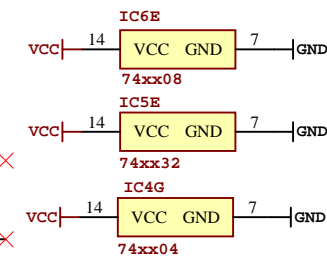 IC6E
VCC 14 VCC GND 7 GND
74xx08
IC5E
VCC 14 VCC GND 7 GND
74xx32
IC4G
VCC 14 VCC GND 7 GND
74xx04